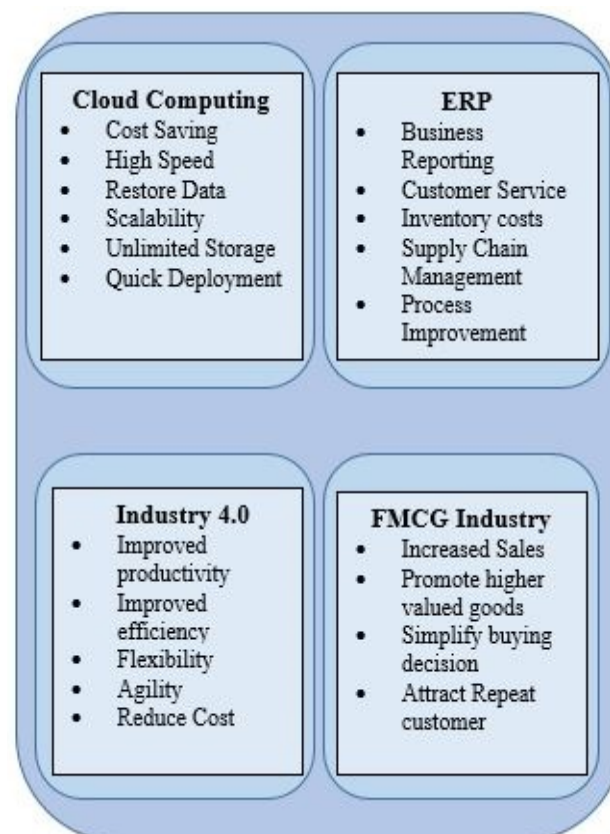 Cloud Computing
• Cost Saving
• High Speed
• Restore Data
• Scalability
• Unlimited Storage
• Quick Deployment
ERP
• Business
Reporting
• Customer Service
• Inventory costs
• Supply Chain
Management
• Process
Improvement
Industry 4.0
• Improved
productivity
• Improved
efficiency
• Flexibility
• Agility
• Reduce Cost
FMCG Industry
• Increased Sales
• Promote higher
valued goods
• Simplify buying
decision
• Attract Repeat
customer